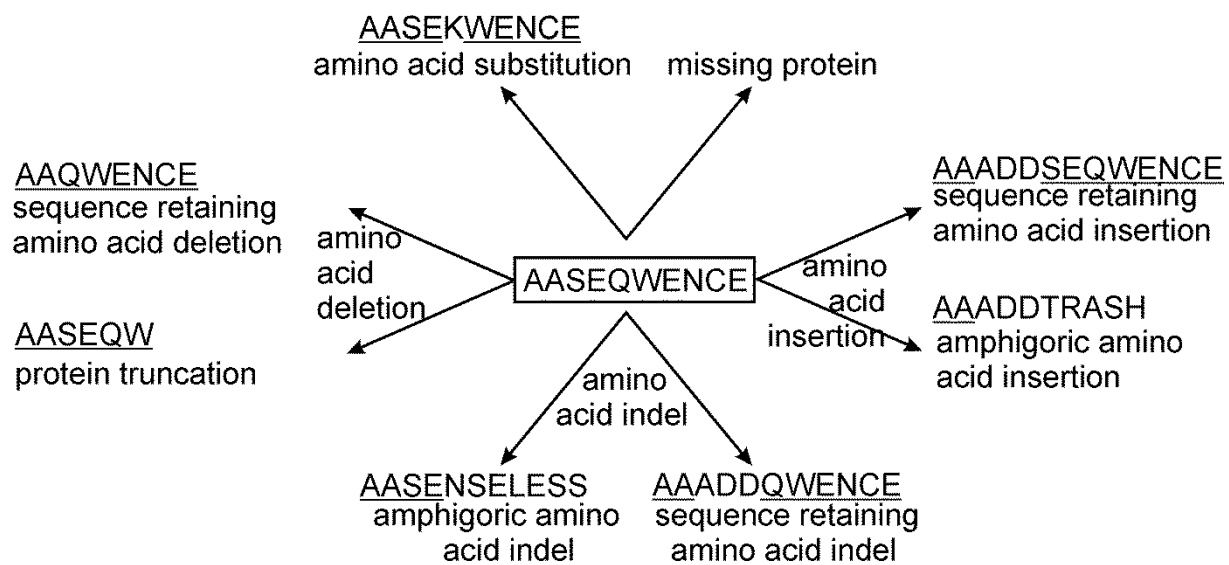 AASEKWENCE
amino acid substitution
missing protein
AAQWENCE
sequence retaining
amino acid deletion
AAADDSEQWENCE
sequence retaining
amino acid insertion
amino
acid
deletion
AASEQWENCE
amino
acid
insertion
AASEQW
protein truncation
AAADDTRASH
amphigoric amino
acid insertion
amino
acid indel
AASENSELESS
amphigoric amino
acid indel
AAADDQWENCE
sequence retaining
amino acid indel